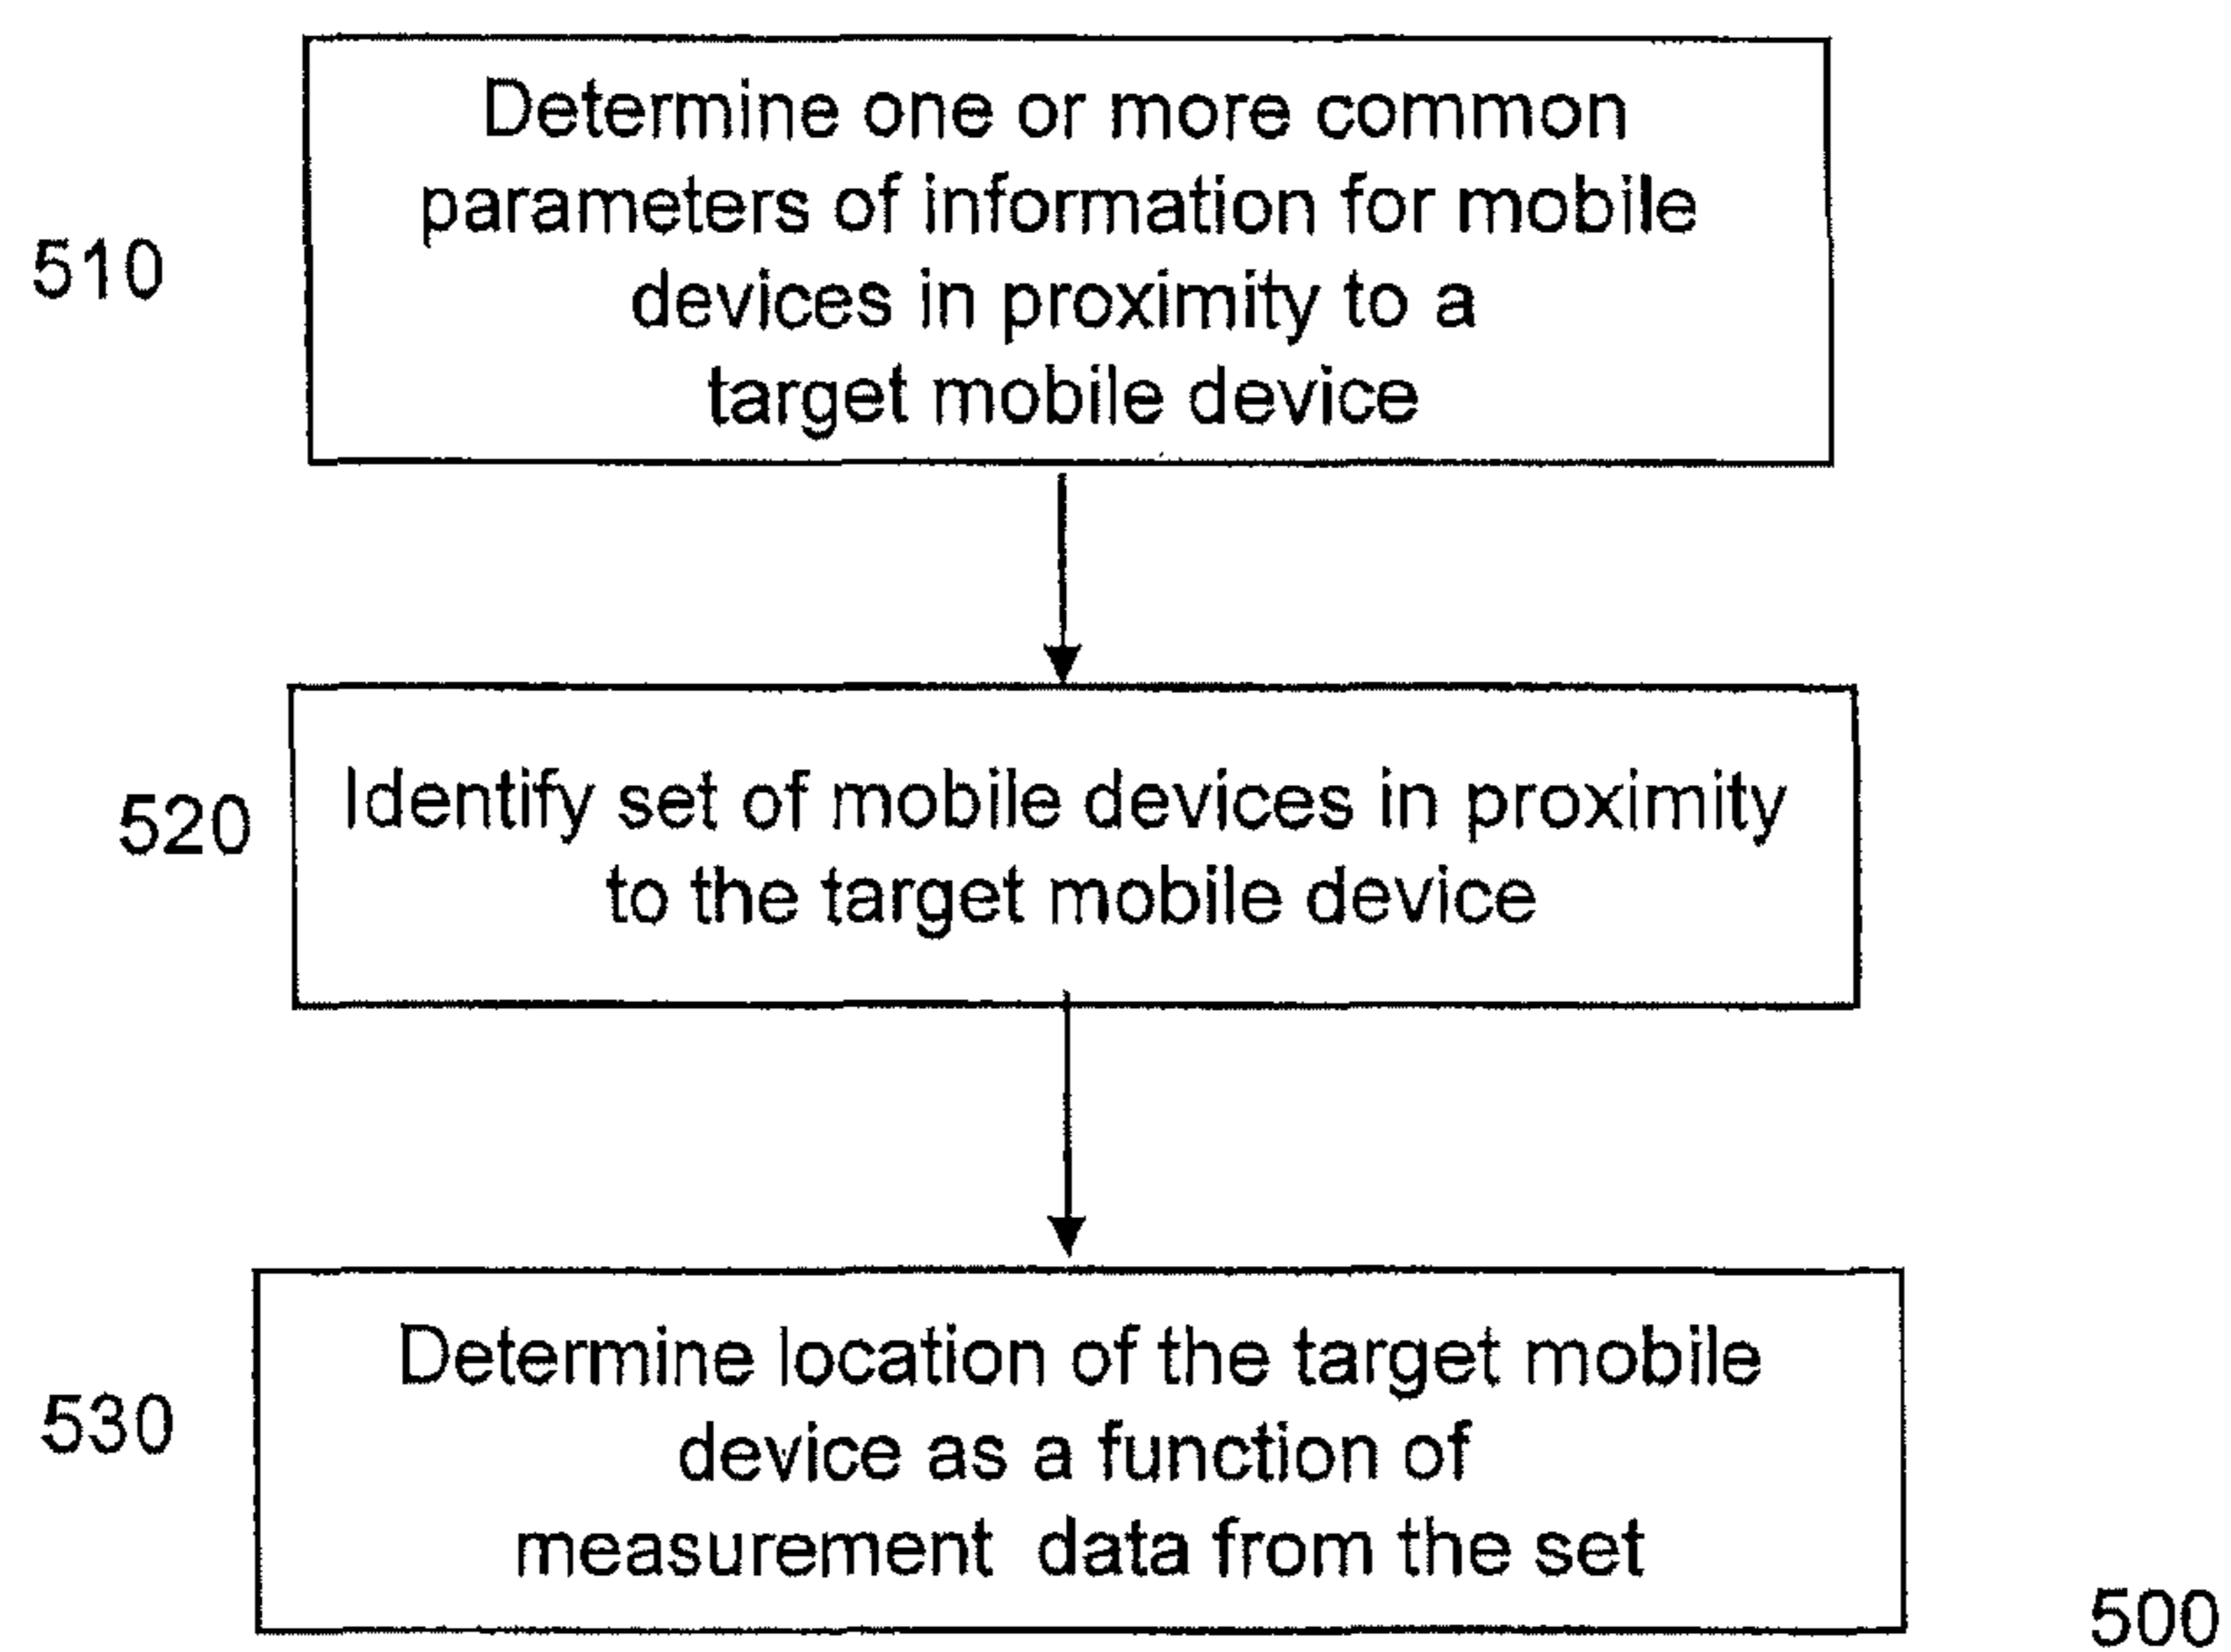 Determine one or more common
parameters of information for mobile
devices in proximity to a
target mobile device
510
Identify set of mobile devices in proximity
to the target mobile device
520
Determine location of the target mobile
device as a function of
measurement data from the set
530
500